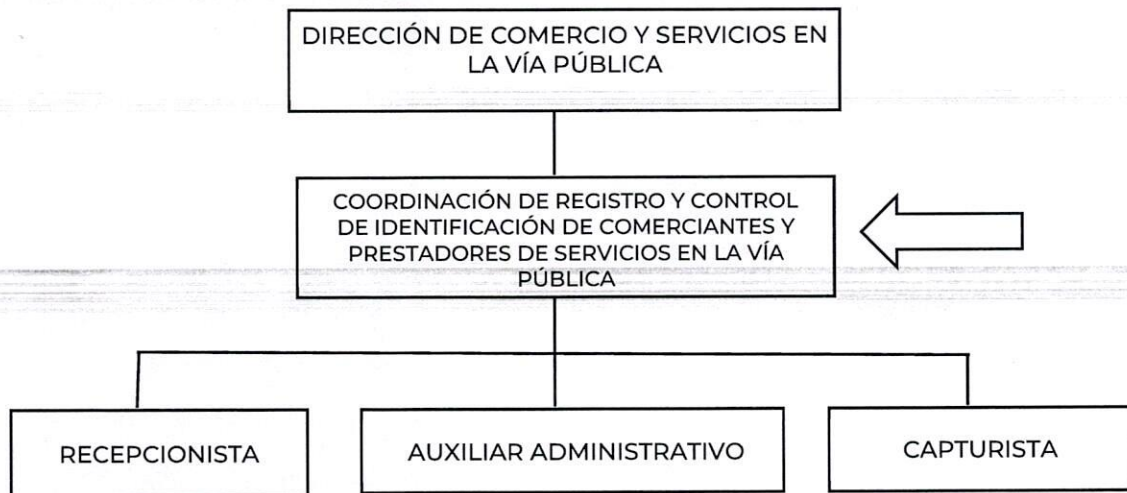 DIRECCIÓN DE COMERCIO Y SERVICIOS EN
LA VÍA PÚBLICA
COORDINACIÓN DE REGISTRO Y CONTROL
DE IDENTIFICACIÓN DE COMERCIANTES Y
PRESTADORES DE SERVICIOS EN LA VÍA
PÚBLICA
RECEPCIONISTA
AUXILIAR ADMINISTRATIVO
CAPTURISTA